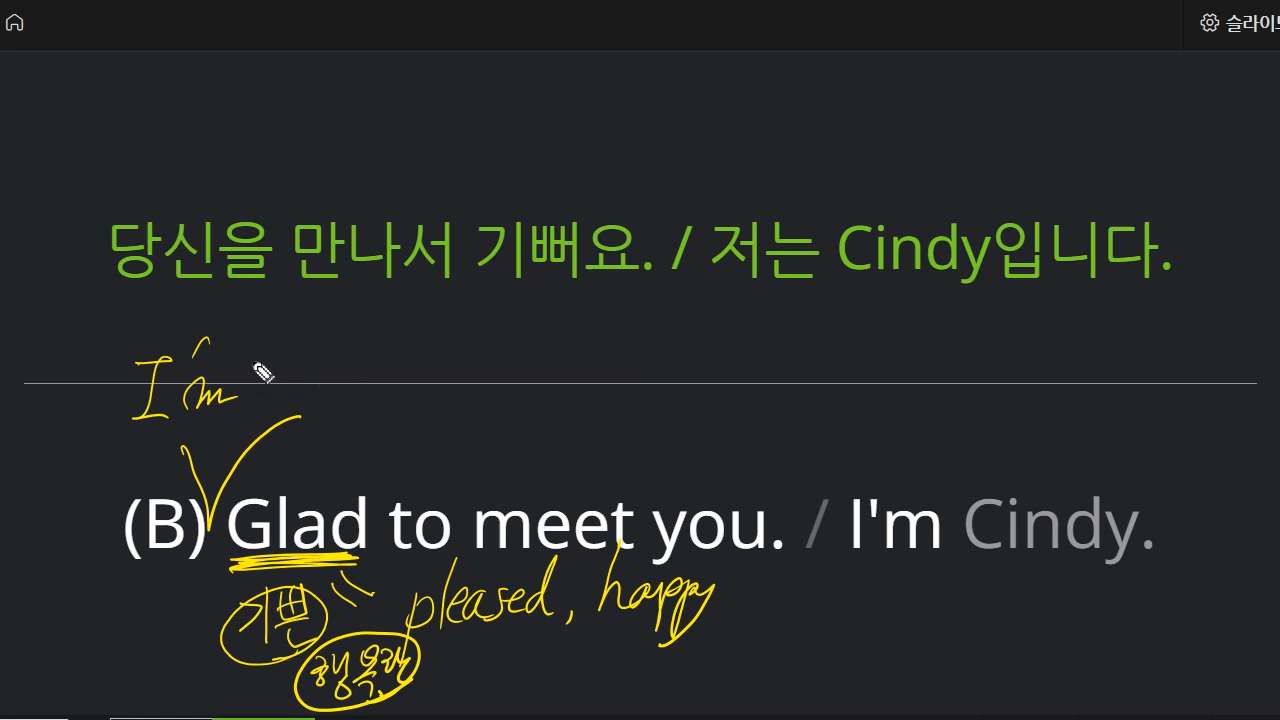 슬라이드
당신을 만나서 기뻐요. / 저는 Cindy입니다.
I'm
(B) Glad to meet you. / I'm Cindy.
기쁜 pleased, happy
행복한